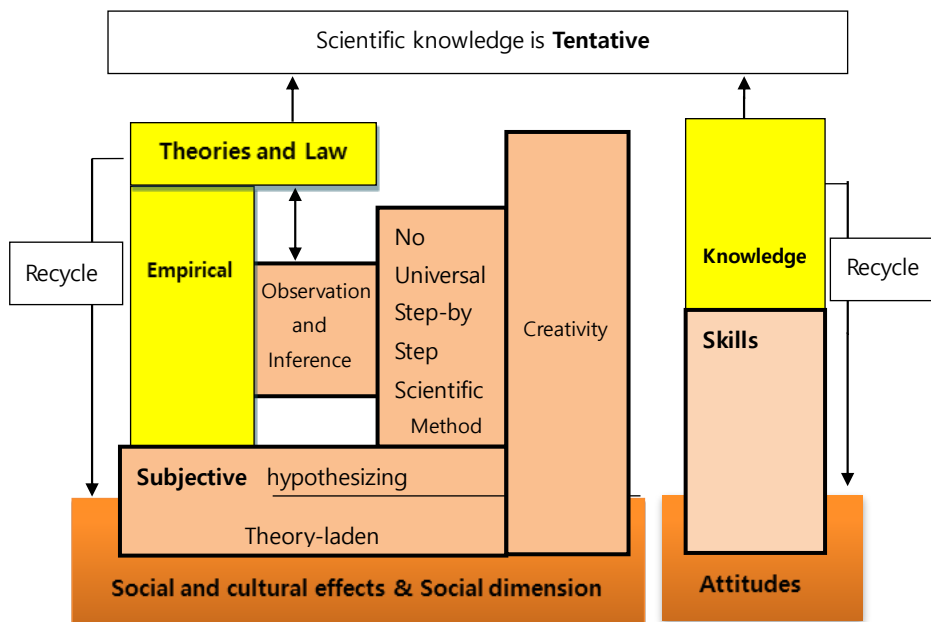 Scientific knowledge is Tentative
Theories and Law
Recycle
Empirical
Observation
and
Inference
No
Universal
Step-by
Step
Scientific
Method
Creativity
Subjective hypothesizing
Theory-laden
Social and cultural effects & Social dimension
Knowledge
Recycle
Skills
Attitudes